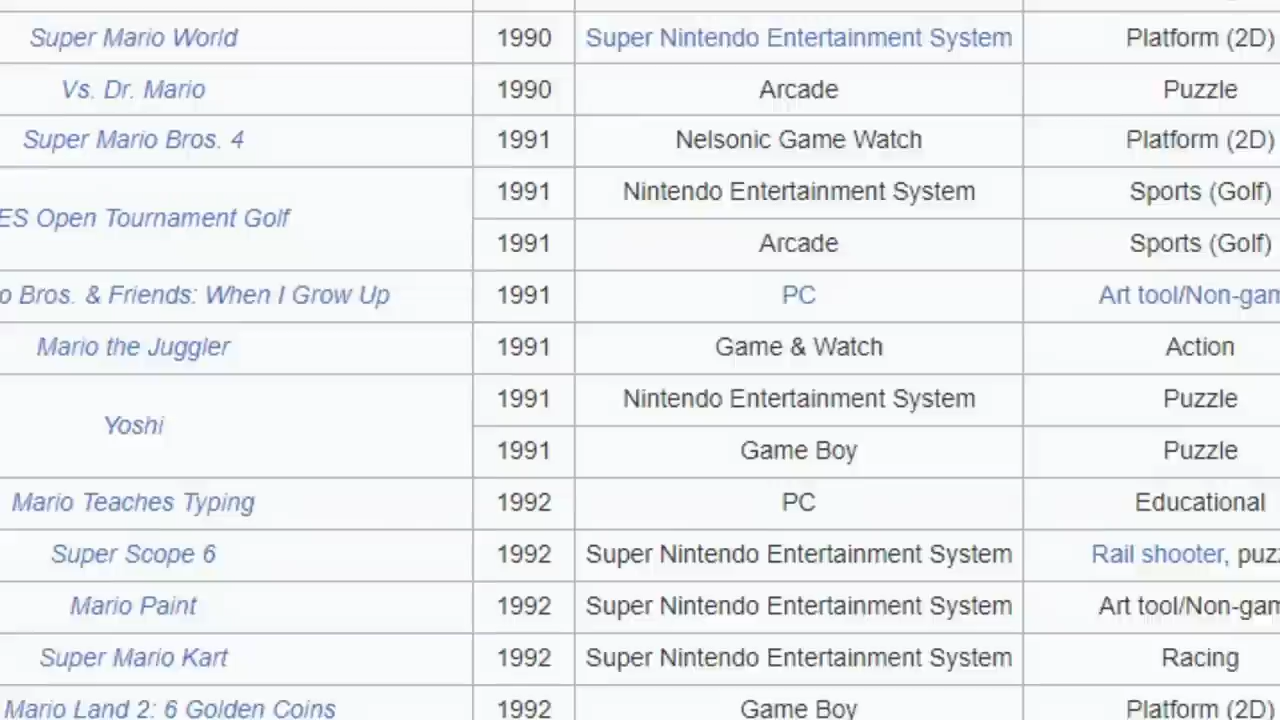 Super Mario World 1990 Super Nintendo Entertainment System Platform (2D)
Vs. Dr. Mario 1990 Arcade Puzzle
Super Mario Bros. 4 1991 Nelsonic Game Watch Platform (2D)
1991 Nintendo Entertainment System Sports (Golf)
ES Open Tournament Golf
1991 Arcade Sports (Golf)
o Bros. & Friends: When I Grow Up 1991 PC Art tool/Non-gam
Mario the Juggler 1991 Game & Watch Action
1991 Nintendo Entertainment System Puzzle
Yoshi
1991 Game Boy Puzzle
Mario Teaches Typing 1992 PC Educational
Super Scope 6 1992 Super Nintendo Entertainment System Rail shooter, puzz
Mario Paint 1992 Super Nintendo Entertainment System Art tool/Non-gam
Super Mario Kart 1992 Super Nintendo Entertainment System Racing
Mario Land 2: 6 Golden Coins 1992 Game Boy Platform (2D)